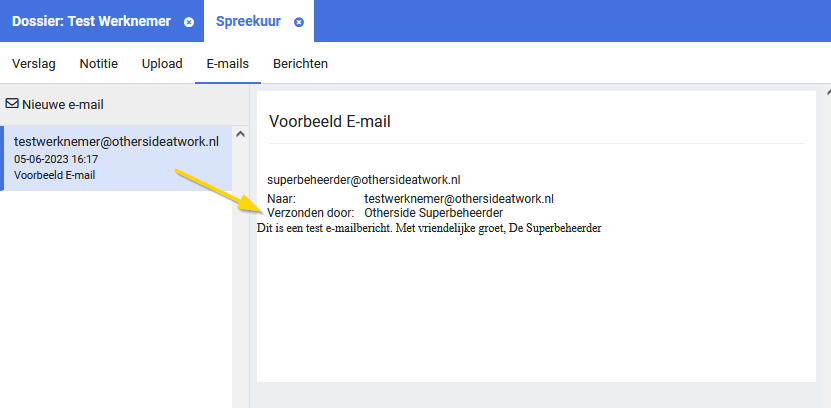 Dossier: Test Werknemer
Spreekuur
Verslag
Notitie
Upload
E-mails
Berichten
Nieuwe e-mail
testwerknemer@othersideatwork.nl
05-06-2023 16:17
Voorbeeld E-mail
Voorbeeld E-mail
superbeheerder@othersideatwork.nl
Naar: testwerknemer@othersideatwork.nl
Verzonden door: Otherside Superbeheerder
Dit is een test e-mailbericht. Met vriendelijke groet, De Superbeheerder